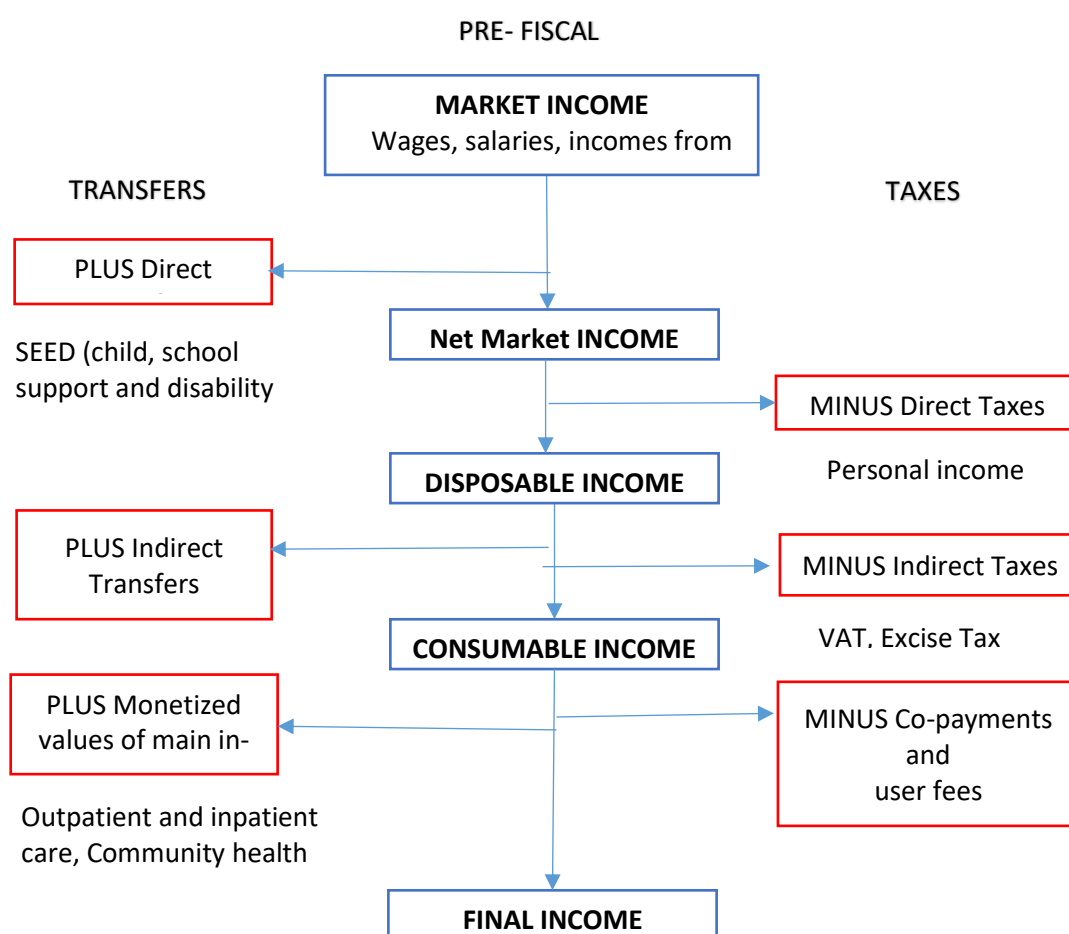 PRE- FISCAL
MARKET INCOME
Wages, salaries, incomes from
TRANSFERS
TAXES
PLUS Direct
Net Market INCOME
SEED (child, school
support and disability
MINUS Direct Taxes
Personal income
DISPOSABLE INCOME
PLUS Indirect
Transfers
MINUS Indirect Taxes
VAT, Excise Tax
CONSUMABLE INCOME
PLUS Monetized
values of main in-
MINUS Co-payments
and
user fees
Outpatient and inpatient
care, Community health
FINAL INCOME